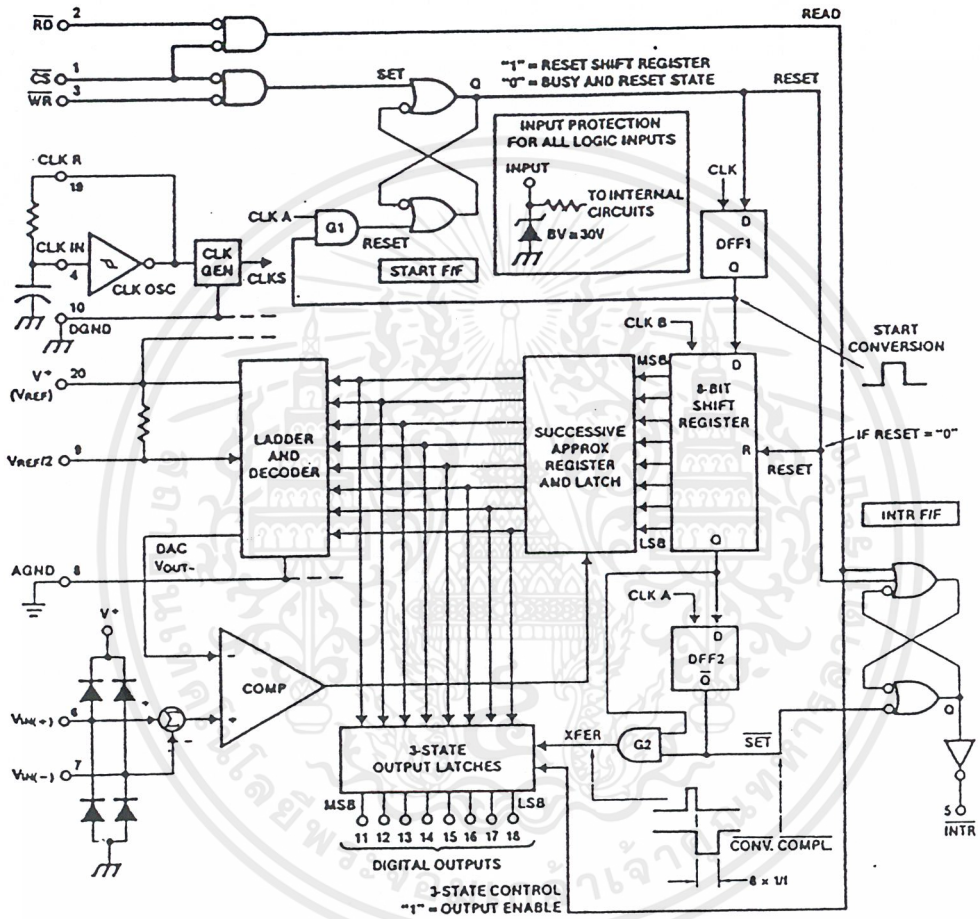 RD 2
READ
CS 1
WR 3
SET
Q
"1" = RESET SHIFT REGISTER
"0" = BUSY AND RESET STATE
RESET
INPUT PROTECTION
FOR ALL LOGIC INPUTS
INPUT
TO INTERNAL
CIRCUITS
BV = 30V
CLK
D
DFF1
Q
CLK R
19
CLK A
G1
RESET
START F/F
CLK IN
4
CLK OSC
CLK
GEN
CLKS
10
DGND
START
CONVERSION
CLK B
D
V+ 20
(VREF)
MSB
8-BIT
SHIFT
REGISTER
R
IF RESET = "0"
RESET
LADDER
AND
DECODER
SUCCESSIVE
APPROX
REGISTER
AND LATCH
VREF/2 9
LSB
Q
INTR F/F
DAC
VOUT-
AGND 8
CLK A
D
DFF2
Q
V+
COMP
- 
+
VIN(+) 6
+
-
VIN(-) 7
XFER
G2
SET
Q
3-STATE
OUTPUT LATCHES
MSB
LSB
11 12 13 14 15 16 17 18
DIGITAL OUTPUTS
CONV. COMPL.
8 × 1/f
5
INTR
3-STATE CONTROL
"1" = OUTPUT ENABLE